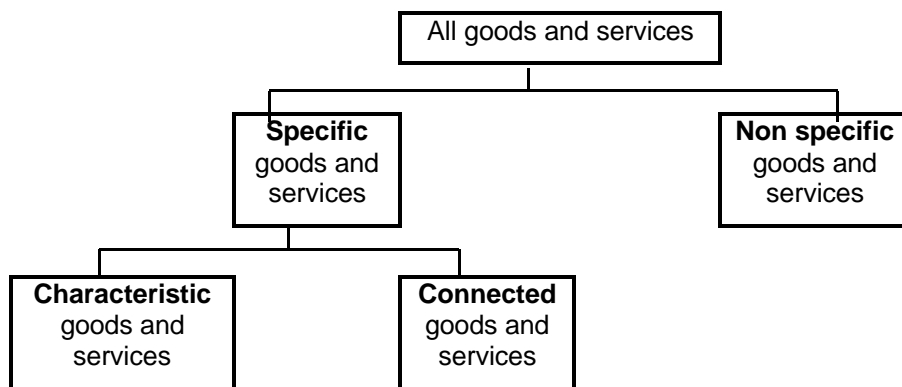 All goods and services
Specific
goods and
services
Non specific
goods and
services
Characteristic
goods and
services
Connected
goods and
services